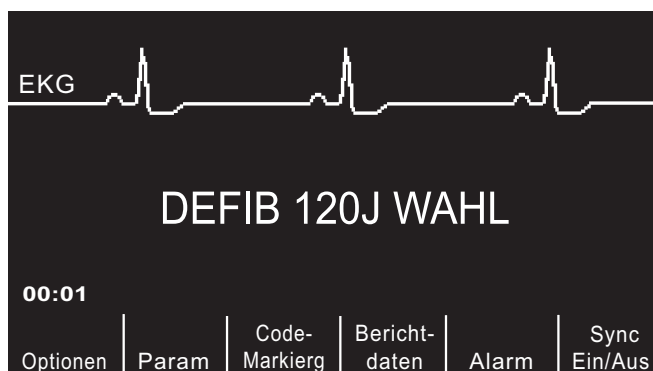 EKG
DEFIB 120J WAHL
00:01
Optionen
Param
Code-
Markierg
Bericht-
daten
Alarm
Sync
Ein/Aus